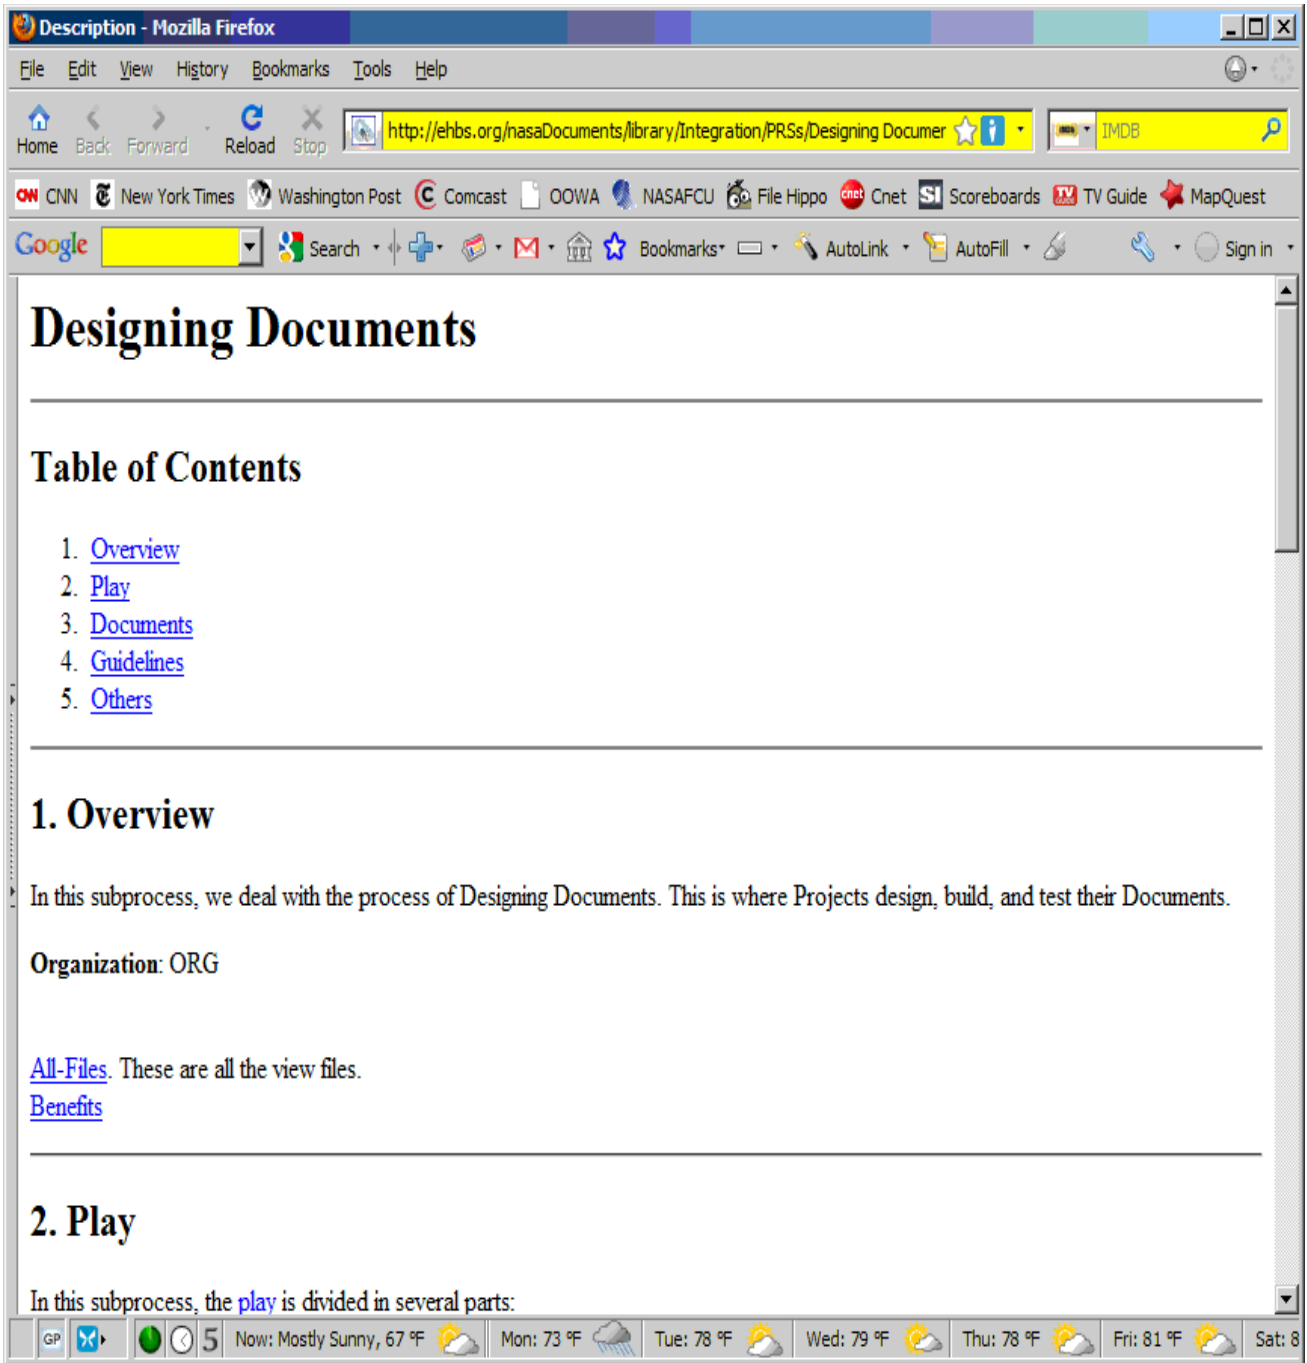 Description - Mozilla Firefox
File Edit View History Bookmarks Tools Help
Home Back Forward Reload Stop http://ehbs.org/nasaDocuments/library/Integration/PRSs/Designing Documer IMDB
CNN New York Times Washington Post Comcast OOWA NASAFCU File Hippo cnet Cnet SI Scoreboards TV Guide MapQuest
Google Search Bookmarks AutoLink AutoFill Sign in
Designing Documents
Table of Contents
1. Overview
2. Play
3. Documents
4. Guidelines
5. Others
1. Overview
In this subprocess, we deal with the process of Designing Documents. This is where Projects design, build, and test their Documents.
Organization: ORG
All-Files. These are all the view files.
Benefits
2. Play
In this subprocess, the play is divided in several parts:
GP 5 Now: Mostly Sunny, 67 °F Mon: 73 °F Tue: 78 °F Wed: 79 °F Thu: 78 °F Fri: 81 °F Sat: 8